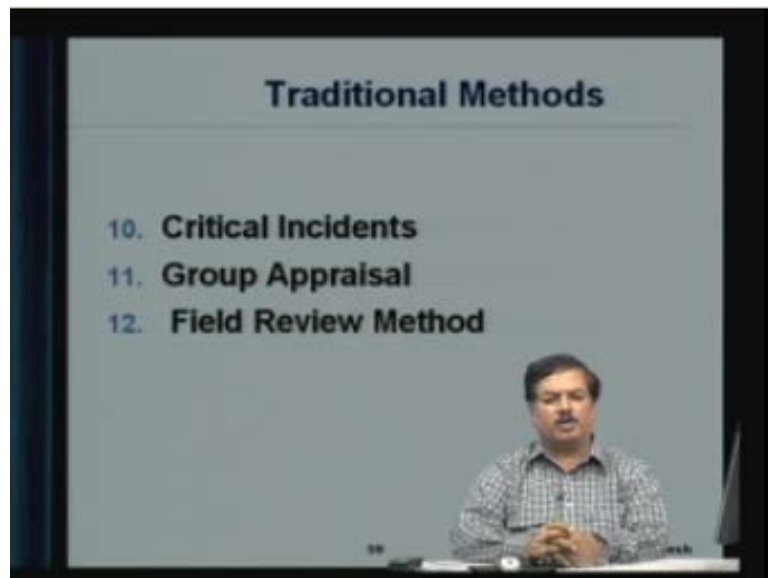 Traditional Methods
10. Critical Incidents
11. Group Appraisal
12. Field Review Method